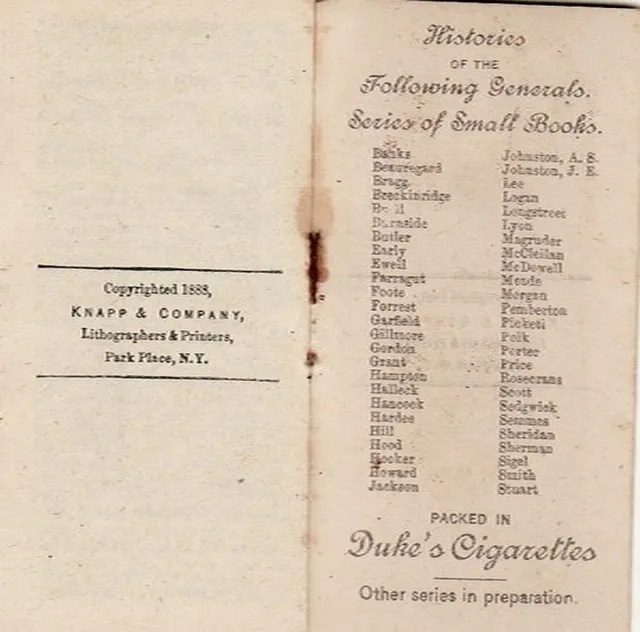 Copyrighted 1888,
KNAPP & COMPANY,
Lithographers & Printers,
Park Place, N.Y.
Histories
OF THE
Following Generals.
Series of Small Books.
Banks
Beauregard
Bragg
Breckinridge
Buell
Burnside
Butler
Early
Ewell
Farragut
Foote
Forrest
Garfield
Gillmore
Gordon
Grant
Hampton
Halleck
Hancock
Hardee
Hill
Hood
Hooker
Howard
Jackson
Johnston, A. S.
Johnston, J. E.
Lee
Logan
Longstreet
Lyon
Magruder
McClellan
McDowell
Meade
Morgan
Pemberton
Pickett
Polk
Porter
Price
Rosecrans
Scott
Sedgwick
Semmes
Sheridan
Sherman
Sigel
Smith
Stuart
PACKED IN
Duke's Cigarettes
Other series in preparation.